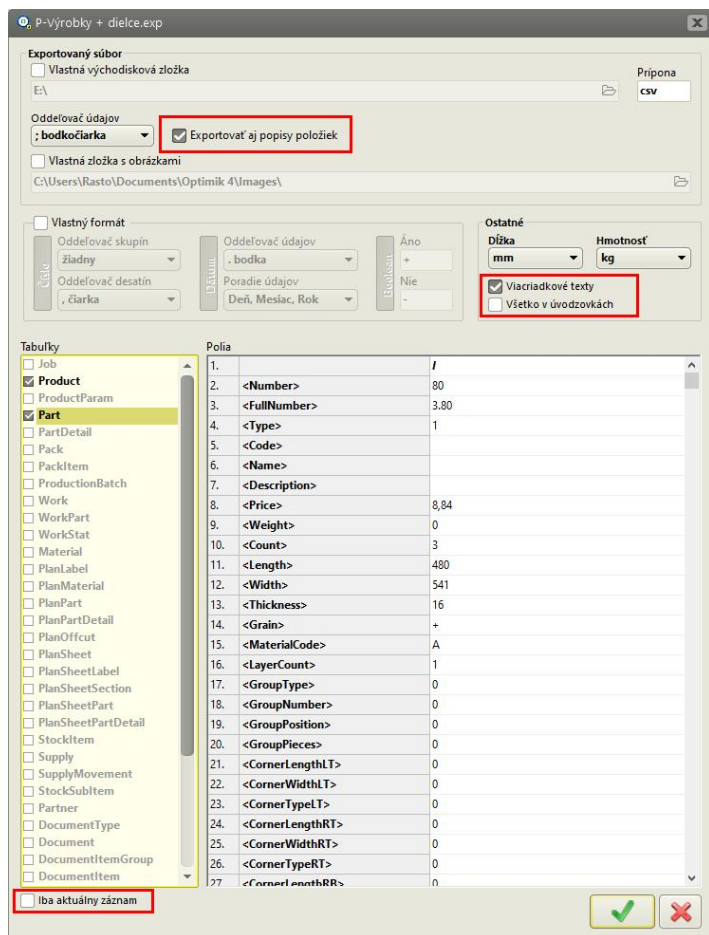 P-Výrobky + dielce.exp
Exportovaný súbor
Vlastná východisková zložka
Prípona
E:\
csv
Oddeľovač údajov
; bodkočiarka
Exportovať aj popisy položiek
Vlastná zložka s obrázkami
C:\Users\Rasto\Documents\Optimik 4\Images\
Vlastný formát
Číslo
Oddeľovač skupín
žiadny
Oddeľovač desatín
, čiarka
Dátum
Oddeľovač údajov
. bodka
Poradie údajov
Deň, Mesiac, Rok
Boolean
Áno
+
Nie
-
Ostatné
Dĺžka
Hmotnosť
mm
kg
Viacriadkové texty
Všetko v úvodzovkách
Tabuľky
Job
Product
ProductParam
Part
PartDetail
Pack
PackItem
ProductionBatch
Work
WorkPart
WorkStat
Material
PlanLabel
PlanMaterial
PlanPart
PlanPartDetail
PlanOffcut
PlanSheet
PlanSheetLabel
PlanSheetSection
PlanSheetPart
PlanSheetPartDetail
StockItem
Supply
SupplyMovement
StockSubItem
Partner
DocumentType
Document
DocumentItemGroup
DocumentItem
Polia
1. /
2. <Number> 80
3. <FullNumber> 3.80
4. <Type> 1
5. <Code>
6. <Name>
7. <Description>
8. <Price> 8,84
9. <Weight> 0
10. <Count> 3
11. <Length> 480
12. <Width> 541
13. <Thickness> 16
14. <Grain> +
15. <MaterialCode> A
16. <LayerCount> 1
17. <GroupType> 0
18. <GroupNumber> 0
19. <GroupPosition> 0
20. <GroupPieces> 0
21. <CornerLengthLT> 0
22. <CornerWidthLT> 0
23. <CornerTypeLT> 0
24. <CornerLengthRT> 0
25. <CornerWidthRT> 0
26. <CornerTypeRT> 0
27. <CornerLengthRB> 0
Iba aktuálny záznam